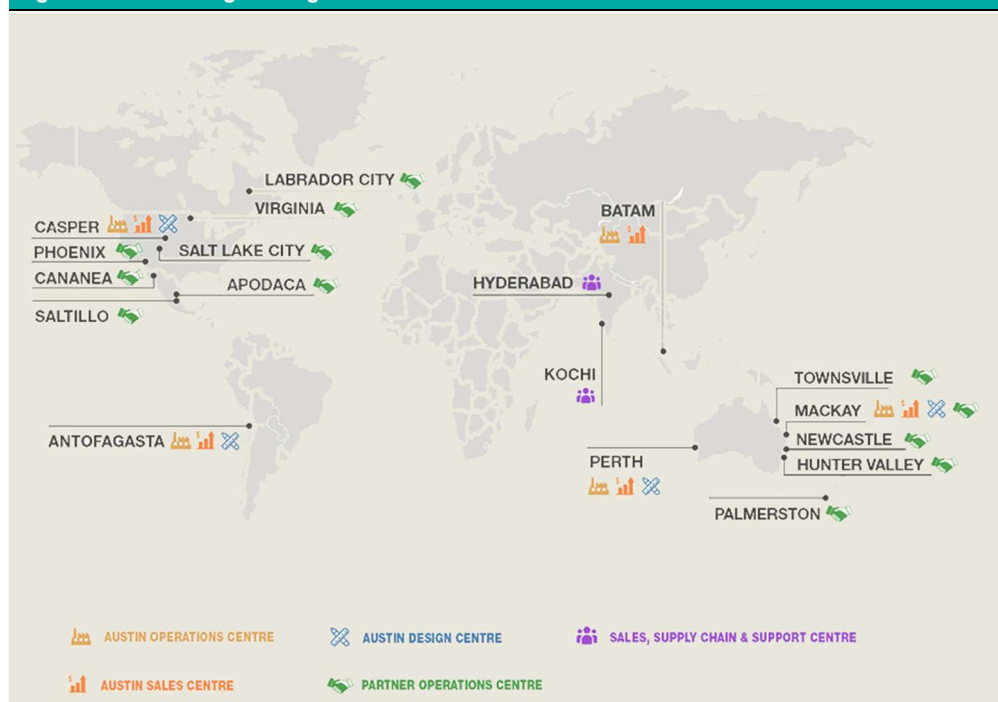 LABRADOR CITY
VIRGINIA
CASPER
PHOENIX
SALT LAKE CITY
CANANEA
APODACA
SALTILLO
BATAM
HYDERABAD
KOCHI
ANTOFAGASTA
PERTH
TOWNSVILLE
MACKAY
NEWCASTLE
HUNTER VALLEY
PALMERSTON
AUSTIN OPERATIONS CENTRE
AUSTIN DESIGN CENTRE
SALES, SUPPLY CHAIN & SUPPORT CENTRE
AUSTIN SALES CENTRE
PARTNER OPERATIONS CENTRE